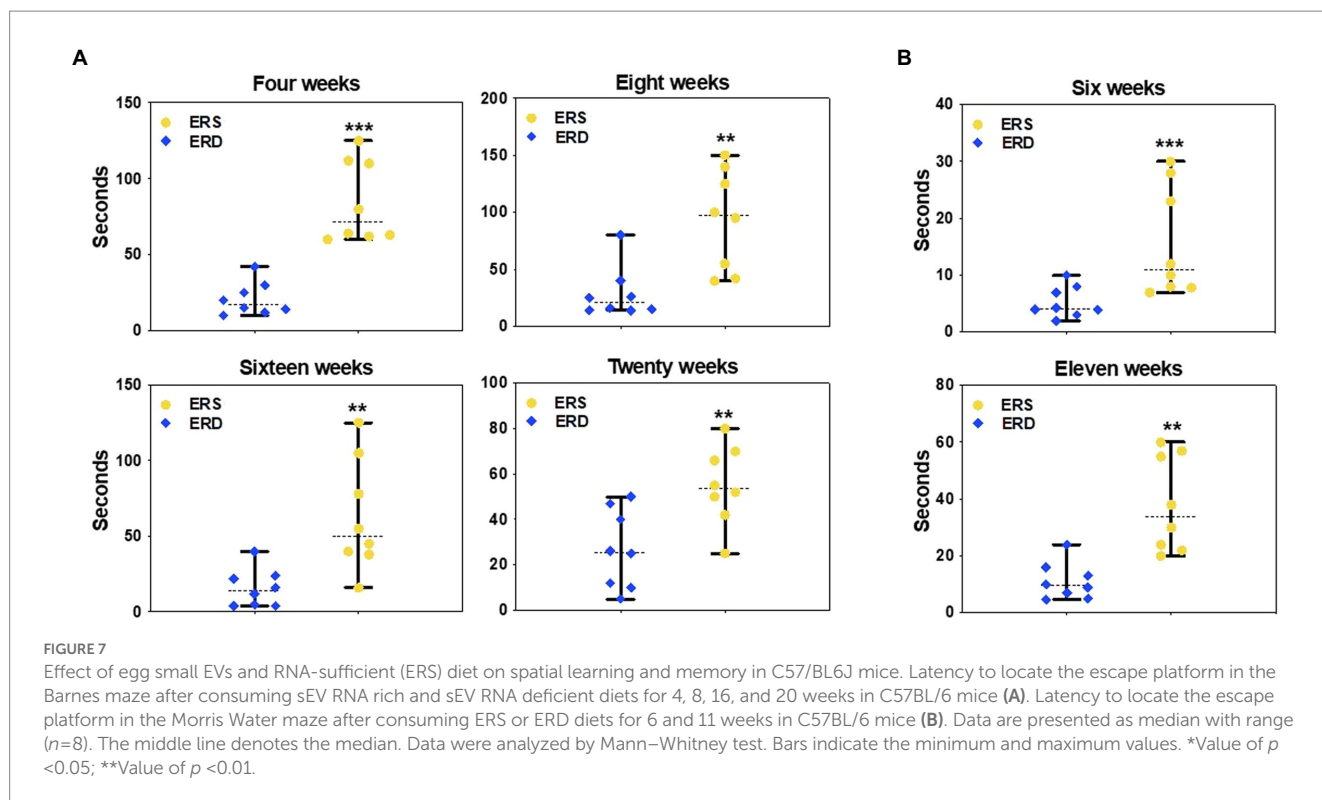 A
Four weeks
Seconds
150
100
50
0
ERS
ERD
***
Eight weeks
200
150
100
50
0
ERS
ERD
**
B
Six weeks
Seconds
40
30
20
10
0
ERS
ERD
***
Sixteen weeks
Seconds
150
100
50
0
ERS
ERD
**
Twenty weeks
100
80
60
40
20
0
ERS
ERD
**
Eleven weeks
Seconds
80
60
40
20
0
ERS
ERD
**
FIGURE 7
Effect of egg small EVs and RNA-sufficient (ERS) diet on spatial learning and memory in C57/BL6J mice. Latency to locate the escape platform in the
Barnes maze after consuming sEV RNA rich and sEV RNA deficient diets for 4, 8, 16, and 20 weeks in C57BL/6 mice (A). Latency to locate the escape
platform in the Morris Water maze after consuming ERS or ERD diets for 6 and 11 weeks in C57BL/6 mice (B). Data are presented as median with range
(n=8). The middle line denotes the median. Data were analyzed by Mann–Whitney test. Bars indicate the minimum and maximum values. *Value of p
<0.05; **Value of p <0.01.